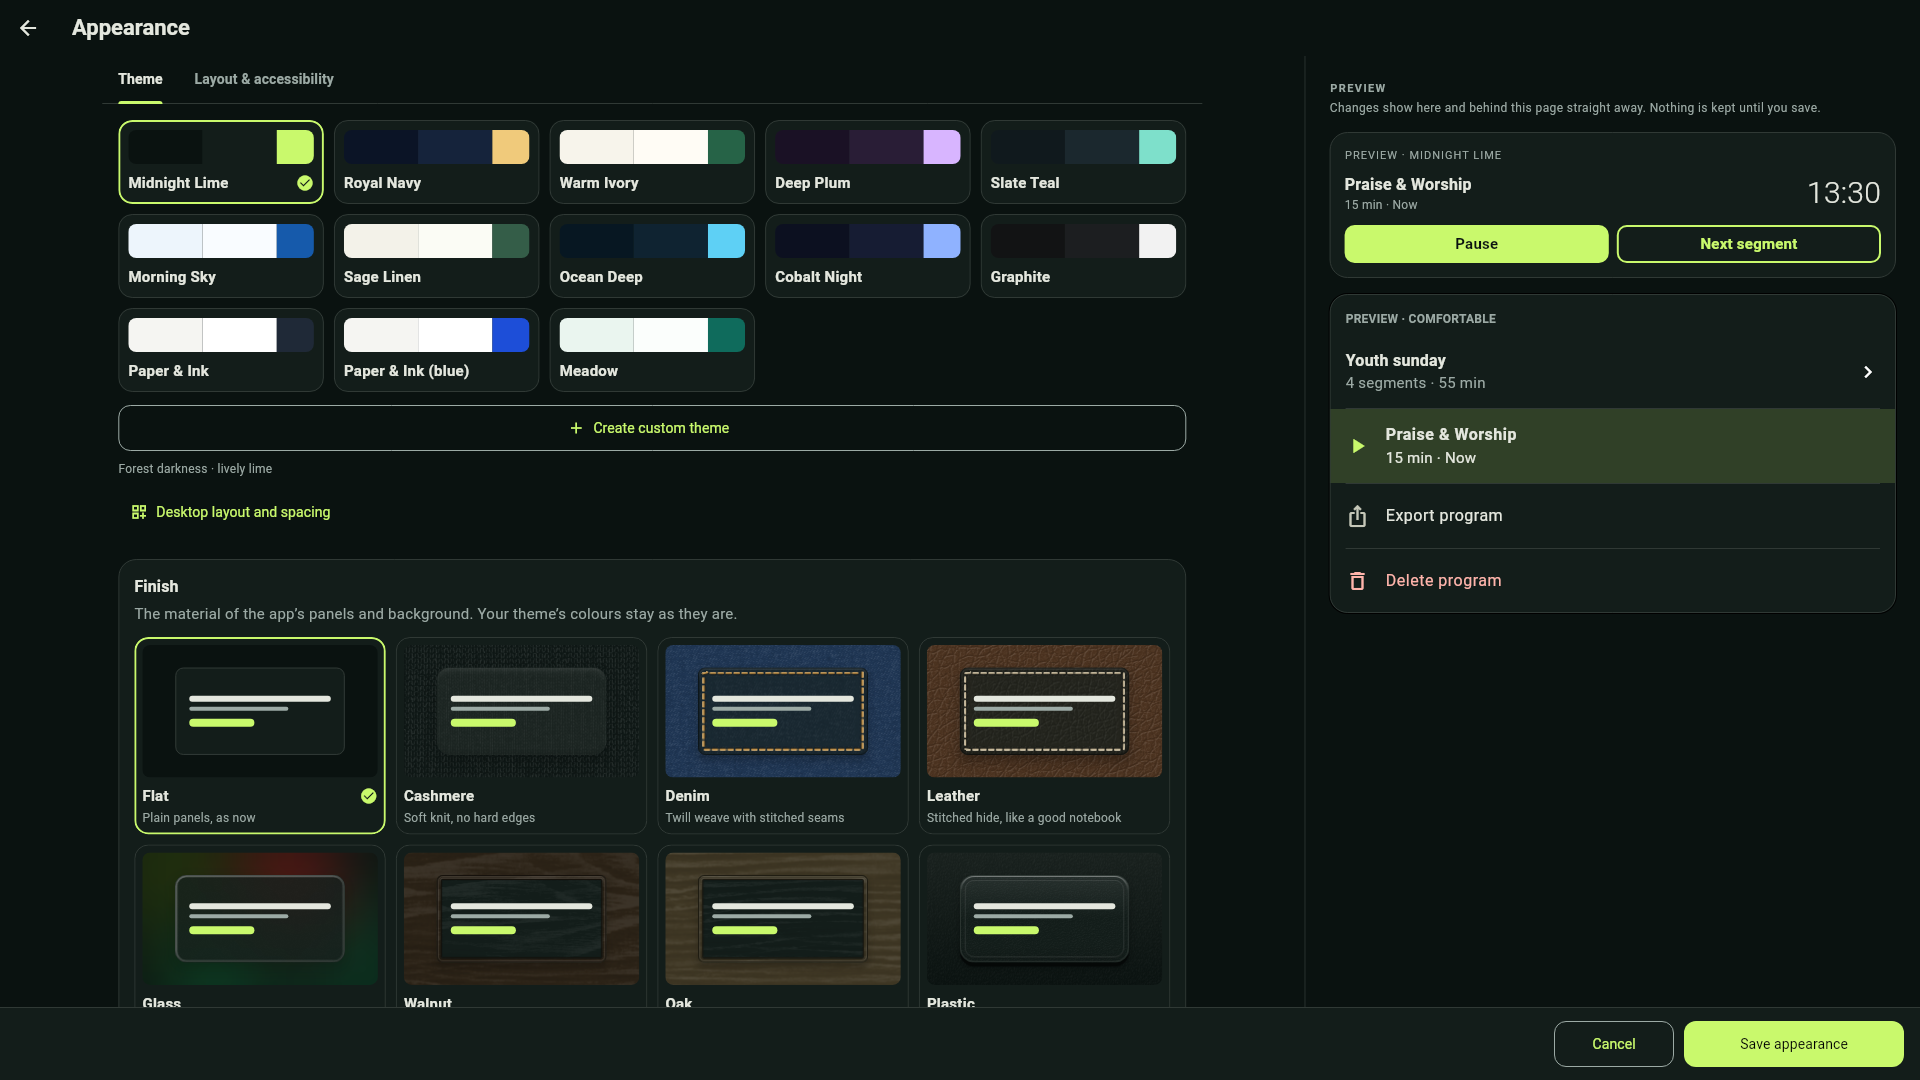 Appearance
Theme
Layout & accessibility
Midnight Lime
Royal Navy
Warm Ivory
Deep Plum
Slate Teal
Morning Sky
Sage Linen
Ocean Deep
Cobalt Night
Graphite
Paper & Ink
Paper & Ink (blue)
Meadow
Create custom theme
Forest darkness · lively lime
Desktop layout and spacing
Finish
The material of the app’s panels and background. Your theme’s colours stay as they are.
Flat
Plain panels, as now
Cashmere
Soft knit, no hard edges
Denim
Twill weave with stitched seams
Leather
Stitched hide, like a good notebook
Glass
Walnut
Oak
Plastic
PREVIEW
Changes show here and behind this page straight away. Nothing is kept until you save.
PREVIEW · MIDNIGHT LIME
Praise & Worship
15 min · Now
13:30
Pause
Next segment
PREVIEW · COMFORTABLE
Youth sunday
4 segments · 55 min
Praise & Worship
15 min · Now
Export program
Delete program
Cancel
Save appearance